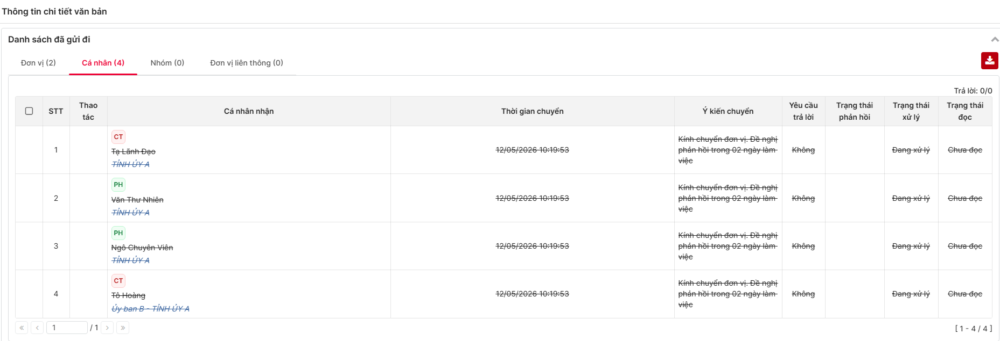 Thông tin chi tiết văn bản
Danh sách đã gửi đi
Đơn vị (2)
Cá nhân (4)
Nhóm (0)
Đơn vị liên thông (0)
Trả lời: 0/0
STT
Thao
tác
Cá nhân nhận
Thời gian chuyển
Ý kiến chuyển
Yêu cầu
trả lời
Trạng thái
phản hồi
Trạng thái
xử lý
Trạng thái
đọc
1
CT
Tạ Lãnh Đạo
TỈNH ỦY A
12/05/2026 10:19:53
Kính chuyển đơn vị. Đề nghị
phản hồi trong 02 ngày làm
việc
Không
Đang xử lý
Chưa đọc
2
PH
Văn Thư Nhiên
TỈNH ỦY A
12/05/2026 10:19:53
Kính chuyển đơn vị. Đề nghị
phản hồi trong 02 ngày làm
việc
Không
Đang xử lý
Chưa đọc
3
PH
Ngô Chuyên Viên
TỈNH ỦY A
12/05/2026 10:19:53
Kính chuyển đơn vị. Đề nghị
phản hồi trong 02 ngày làm
việc
Không
Đang xử lý
Chưa đọc
4
CT
Tô Hoàng
Ủy ban B - TỈNH ỦY A
12/05/2026 10:19:53
Kính chuyển đơn vị. Đề nghị
phản hồi trong 02 ngày làm
việc
Không
Đang xử lý
Chưa đọc
« ‹ 1 / 1 › »
[ 1 - 4 / 4 ]